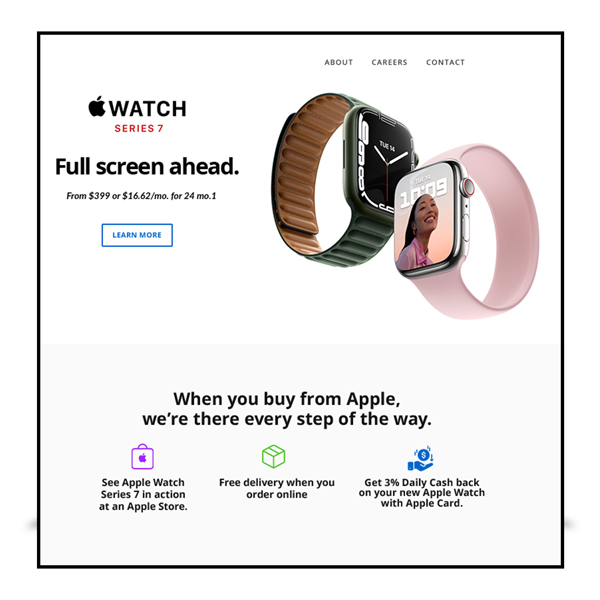 ABOUT CAREERS CONTACT
WATCH
SERIES 7
Full screen ahead.
From $399 or $16.62/mo. for 24 mo.1
LEARN MORE
TUE 14
10:09
When you buy from Apple,
we’re there every step of the way.
See Apple Watch
Series 7 in action
at an Apple Store.
Free delivery when you
order online
$
Get 3% Daily Cash back
on your new Apple Watch
with Apple Card.